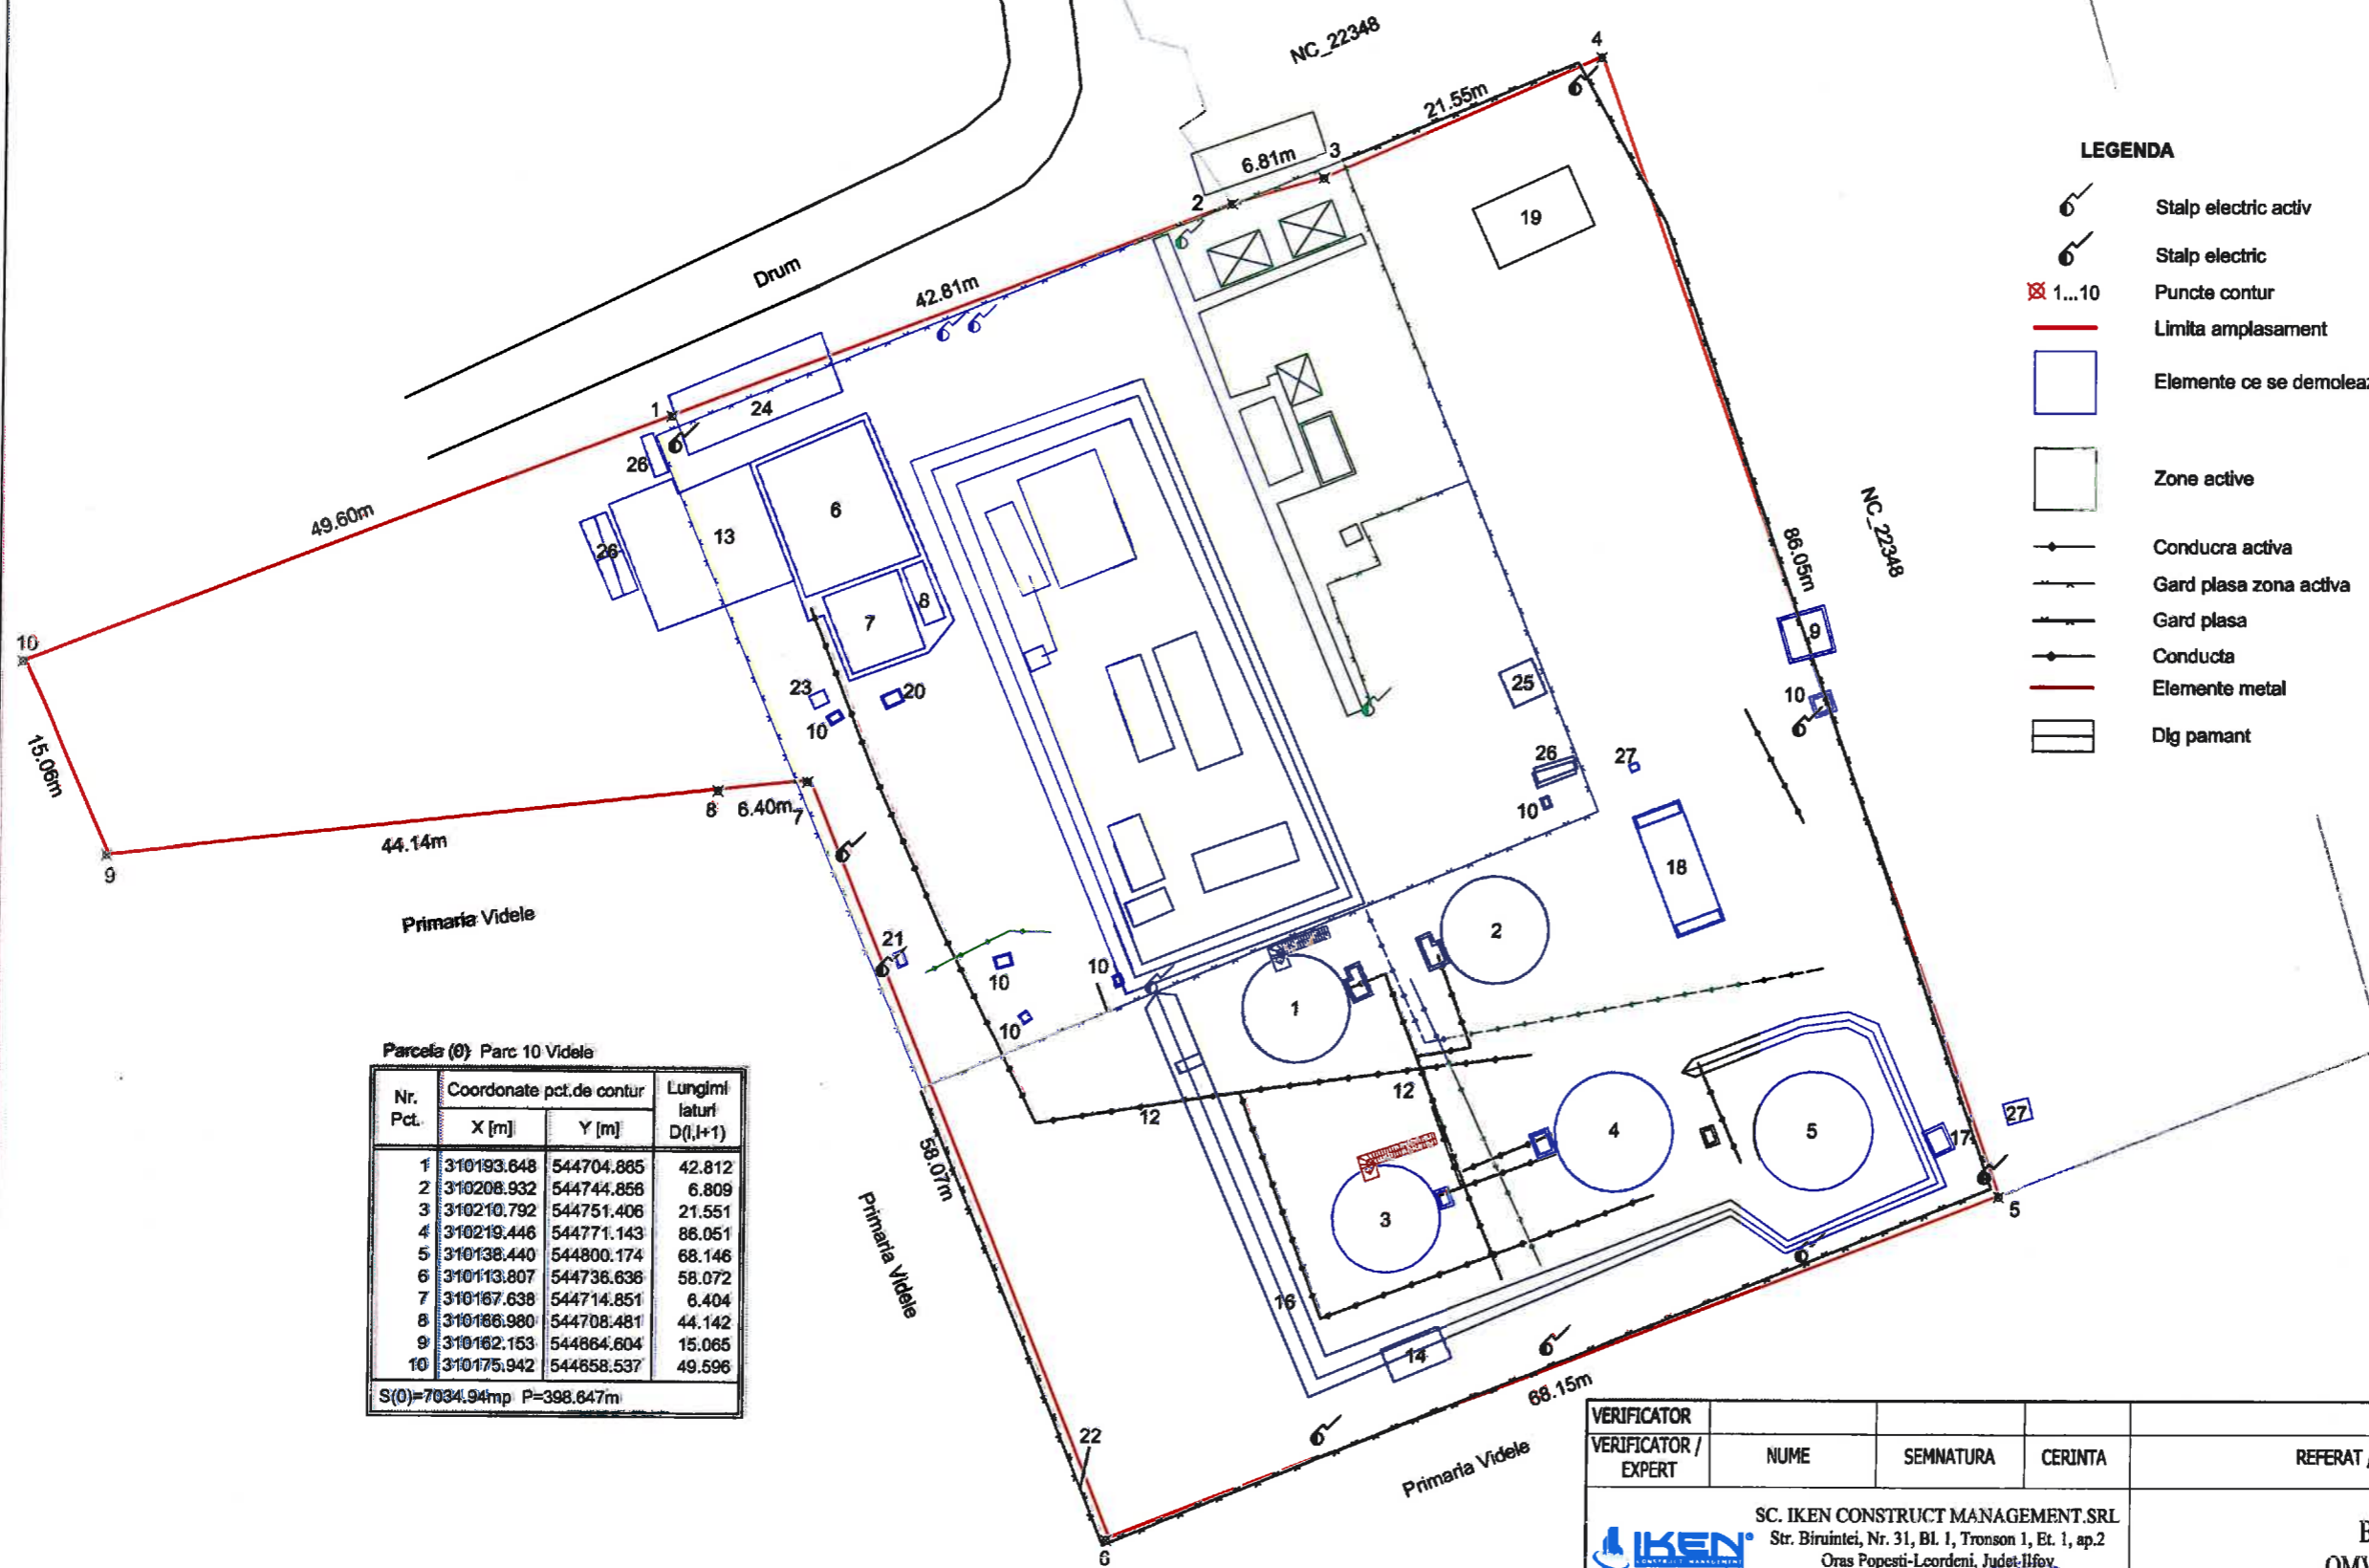 NC_22348
4
21.55m
3
6.81m
2
19
Drum
42.81m
LEGENDA
Stalp electric activ
Stalp electric
1...10 Puncte contur
Limita amplasament
Zone active
Conducra activa
Gard plasa zona activa
Gard plasa
Conducta
Elemente metal
Dig pamant
1
24
26
6
49.60m
26
13
8
7
10
23
20
10
15.06m
8
6.40m
7
44.14m
9
Primaria Videle
NC_22348
86.05m
9
10
25
26
27
10
18
21
10
10
10
2
1
12
12
4
5
17
27
5
3
16
14
58.07m
Primaria Videle
68.15m
Primaria Videle
22
6
Parcela (0) Parc 10 Videle
Nr. Pct. Coordonate pct.de contur Lungimi laturi D(i,i+1)
X [m] Y [m]
1 310193.648 544704.865 42.812
2 310208.932 544744.856 6.809
3 310210.792 544751.406 21.551
4 310219.446 544771.143 86.051
5 310138.440 544800.174 68.146
6 310113.807 544736.636 58.072
7 310167.638 544714.851 6.404
8 310166.980 544708.481 44.142
9 310162.153 544664.604 15.065
10 310175.942 544658.537 49.596
S(0)=7034.94mp P=398.647m
VERIFICATOR
VERIFICATOR / EXPERT NUME SEMNATURA CERINTA REFERAT
IKEN
CONSTRUCT MANAGEMENT
SC. IKEN CONSTRUCT MANAGEMENT.SRL
Str. Biruintei, Nr. 31, Bl. 1, Tronson 1, Et. 1, ap.2
Oras Popesti-Leordeni, Judet-Ilfov